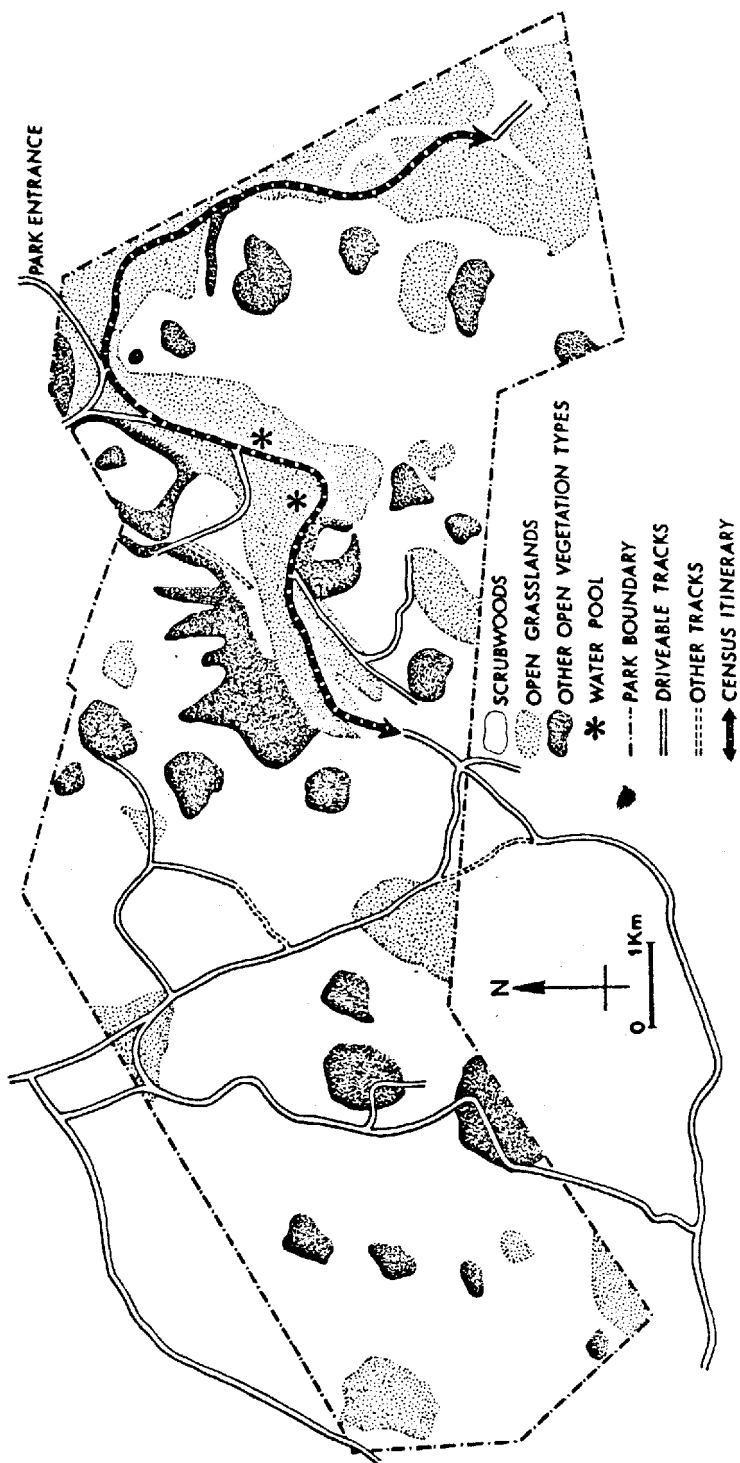 PARK ENTRANCE
SCRUBWOODS
OPEN GRASSLANDS
OTHER OPEN VEGETATION TYPES
WATER POOL
PARK BOUNDARY
DRIVEABLE TRACKS
OTHER TRACKS
CENSUS ITINERARY
N
0 1Km